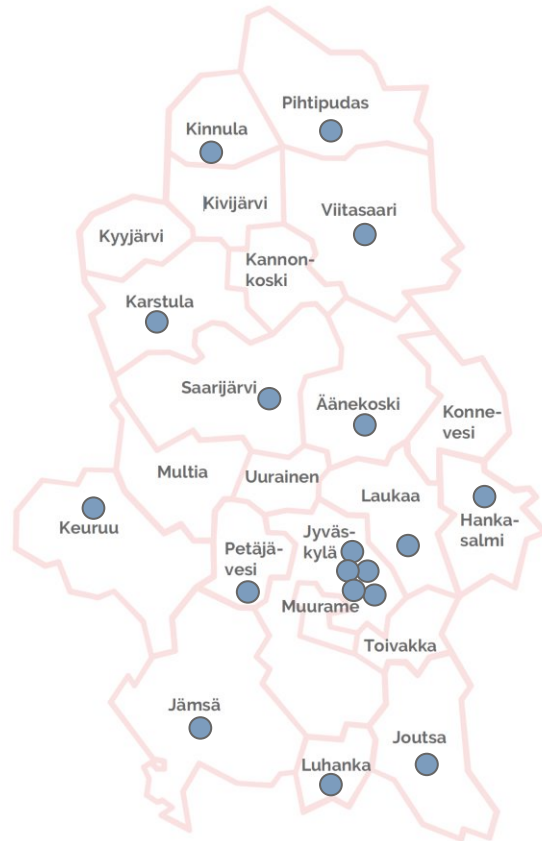 Pihtipudas
Kinnula
Kivijärvi
Viitasaari
Kyyjärvi
Kannon-
koski
Karstula
Saarijärvi
Äänekoski
Konne-
vesi
Multia
Uurainen
Laukaa
Keuruu
Hanka-
salmi
Jyväs-
kylä
Petäjä-
vesi
Muurame
Toivakka
Jämsä
Joutsa
Luhanka